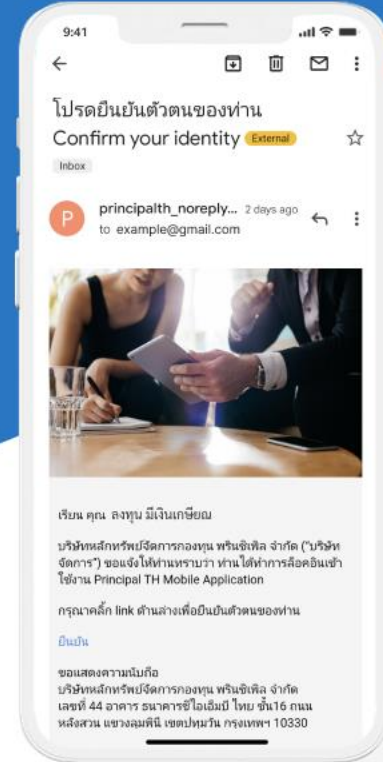 9:41
โปรดยืนยันตัวตนของท่าน
Confirm your identity External
Inbox
P
principalth_noreply... 2 days ago
to example@gmail.com
เรียน คุณ ลงทุน มีเงินเกษียณ
บริษัทหลักทรัพย์จัดการกองทุน พรินซิเพิล จำกัด ("บริษัท
จัดการ") ขอแจ้งให้ท่านทราบว่า ท่านได้ทำการล็อคอินเข้า
ใช้งาน Principal TH Mobile Application
กรุณาคลิ้ก link ด้านล่างเพื่อยืนยันตัวตนของท่าน
ยืนยัน
ขอแสดงความนับถือ
บริษัทหลักทรัพย์จัดการกองทุน พรินซิเพิล จำกัด
เลขที่ 44 อาคาร ธนาคารซีไอเอ็มบี ไทย ชั้น16 ถนน
หลังสวน แขวงลุมพินี เขตปทุมวัน กรุงเทพฯ 10330